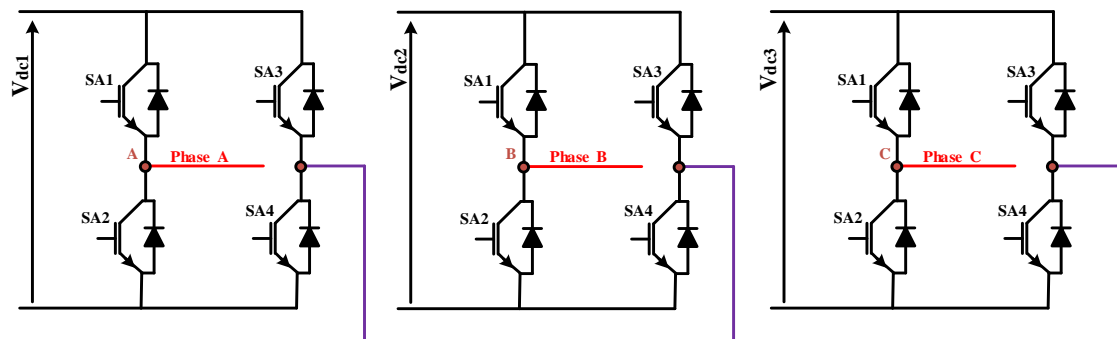 Vdc1
SA1
SA3
A
Phase A
SA2
SA4
Vdc2
SA1
SA3
B
Phase B
SA2
SA4
Vdc3
SA1
SA3
C
Phase C
SA2
SA4